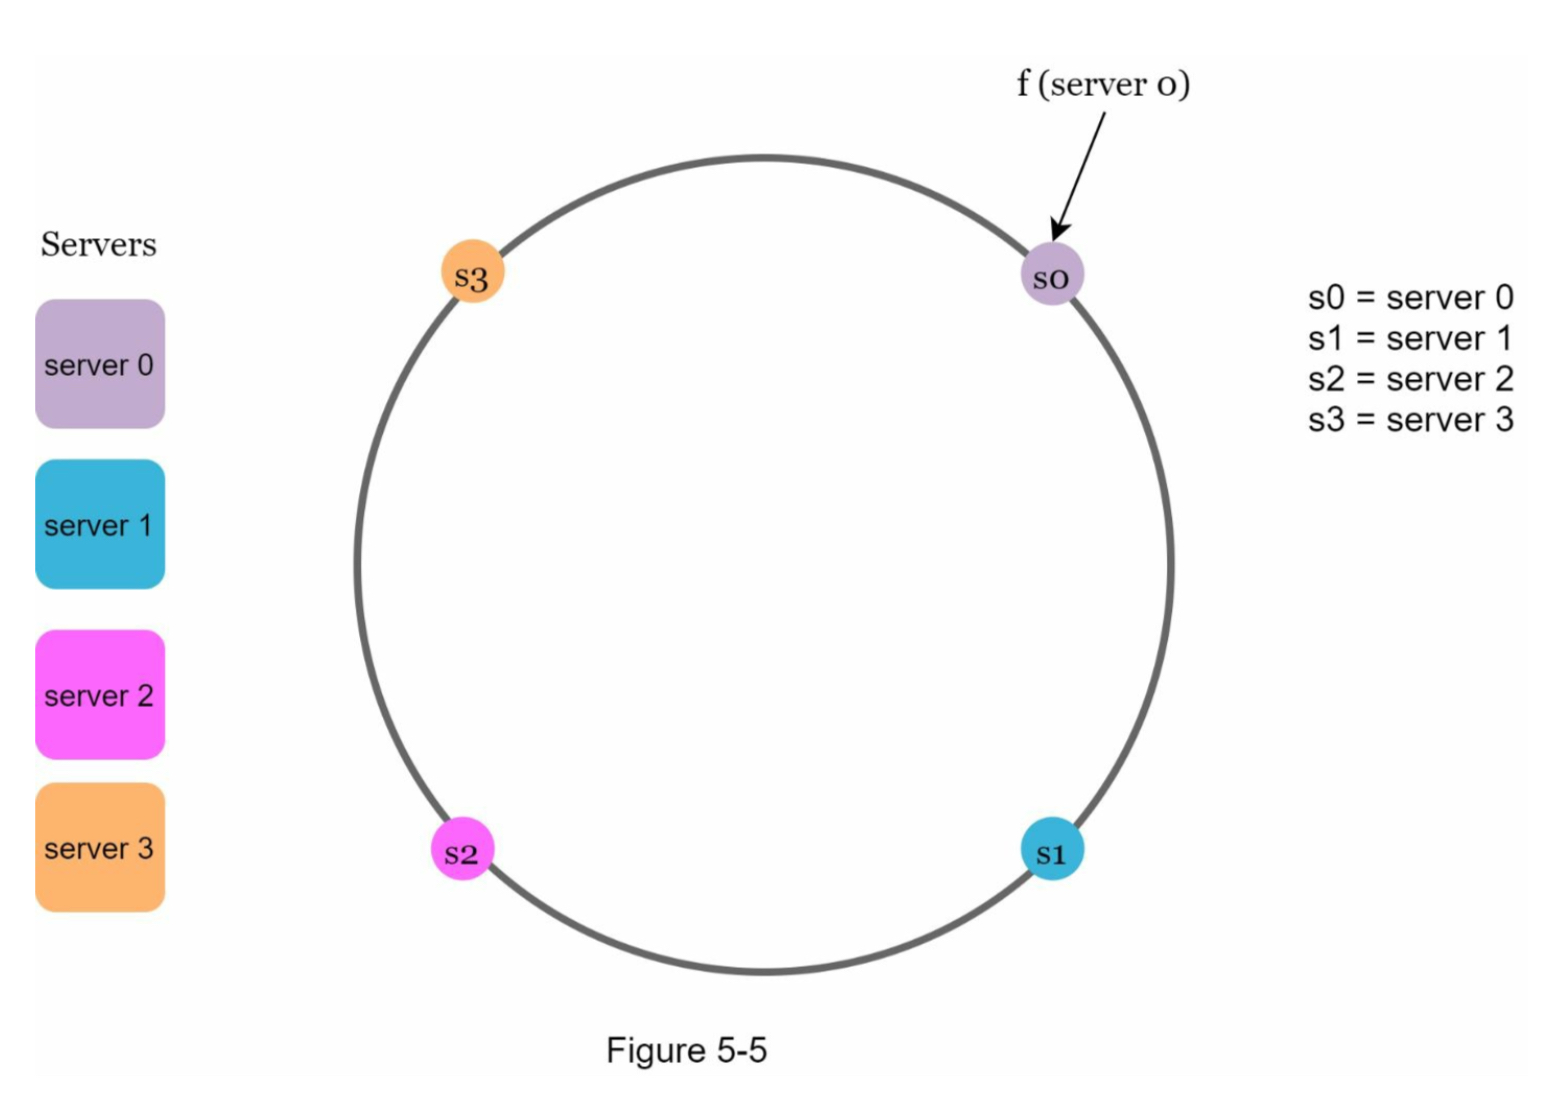 f (server 0)
Servers
server 0
server 1
server 2
server 3
s3
s0
s2
s1
s0 = server 0
s1 = server 1
s2 = server 2
s3 = server 3
Figure 5-5